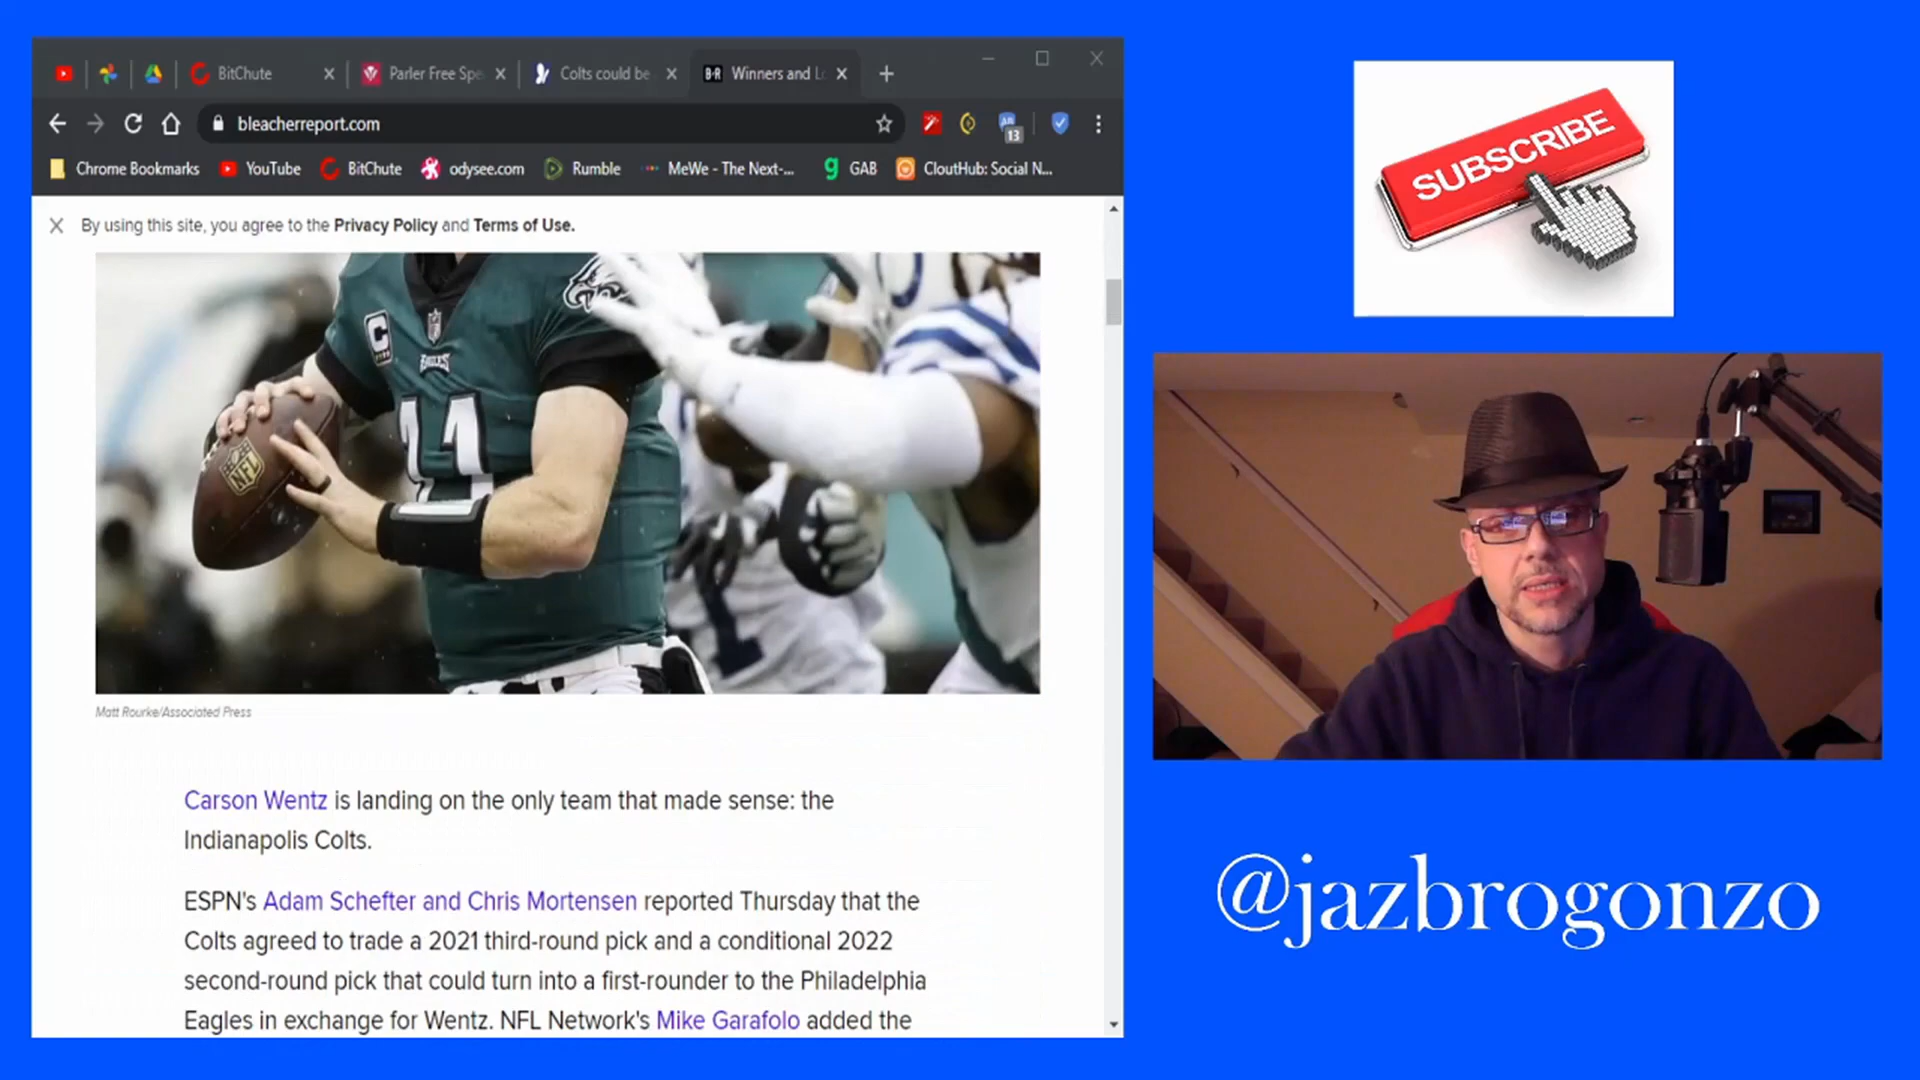 BitChute
Parler Free Spe
Colts could be
B·R
Winners and L
bleacherreport.com
13
Chrome Bookmarks
YouTube
BitChute
odysee.com
Rumble
MeWe - The Next-...
GAB
CloutHub: Social N...
By using this site, you agree to the Privacy Policy and Terms of Use.
C
EAGLES
11
NFL
Matt Rourke/Associated Press
Carson Wentz is landing on the only team that made sense: the
Indianapolis Colts.
ESPN's Adam Schefter and Chris Mortensen reported Thursday that the
Colts agreed to trade a 2021 third-round pick and a conditional 2022
second-round pick that could turn into a first-rounder to the Philadelphia
Eagles in exchange for Wentz. NFL Network's Mike Garafolo added the
SUBSCRIBE
@jazbrogonzo